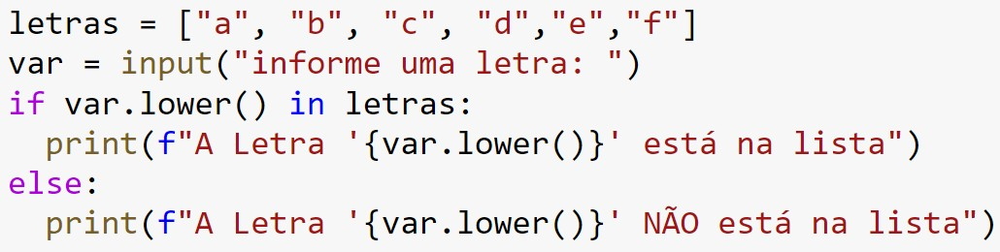 letras = ["a", "b", "c", "d","e","f"]
var = input("informe uma letra: ")
if var.lower() in letras:
  print(f"A Letra '{var.lower()}' está na lista")
else:
  print(f"A Letra '{var.lower()}' NÃO está na lista")